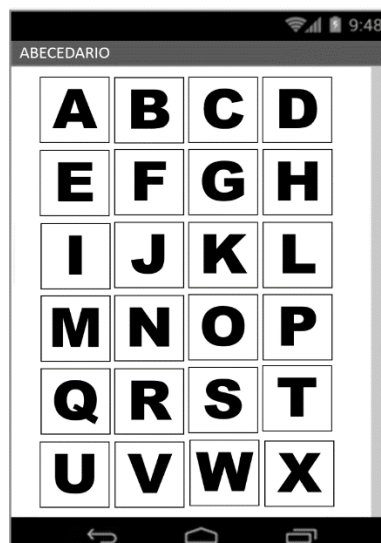 9:48
ABECEDARIO
A B C D
E F G H
I J K L
M N O P
Q R S T
U V W X